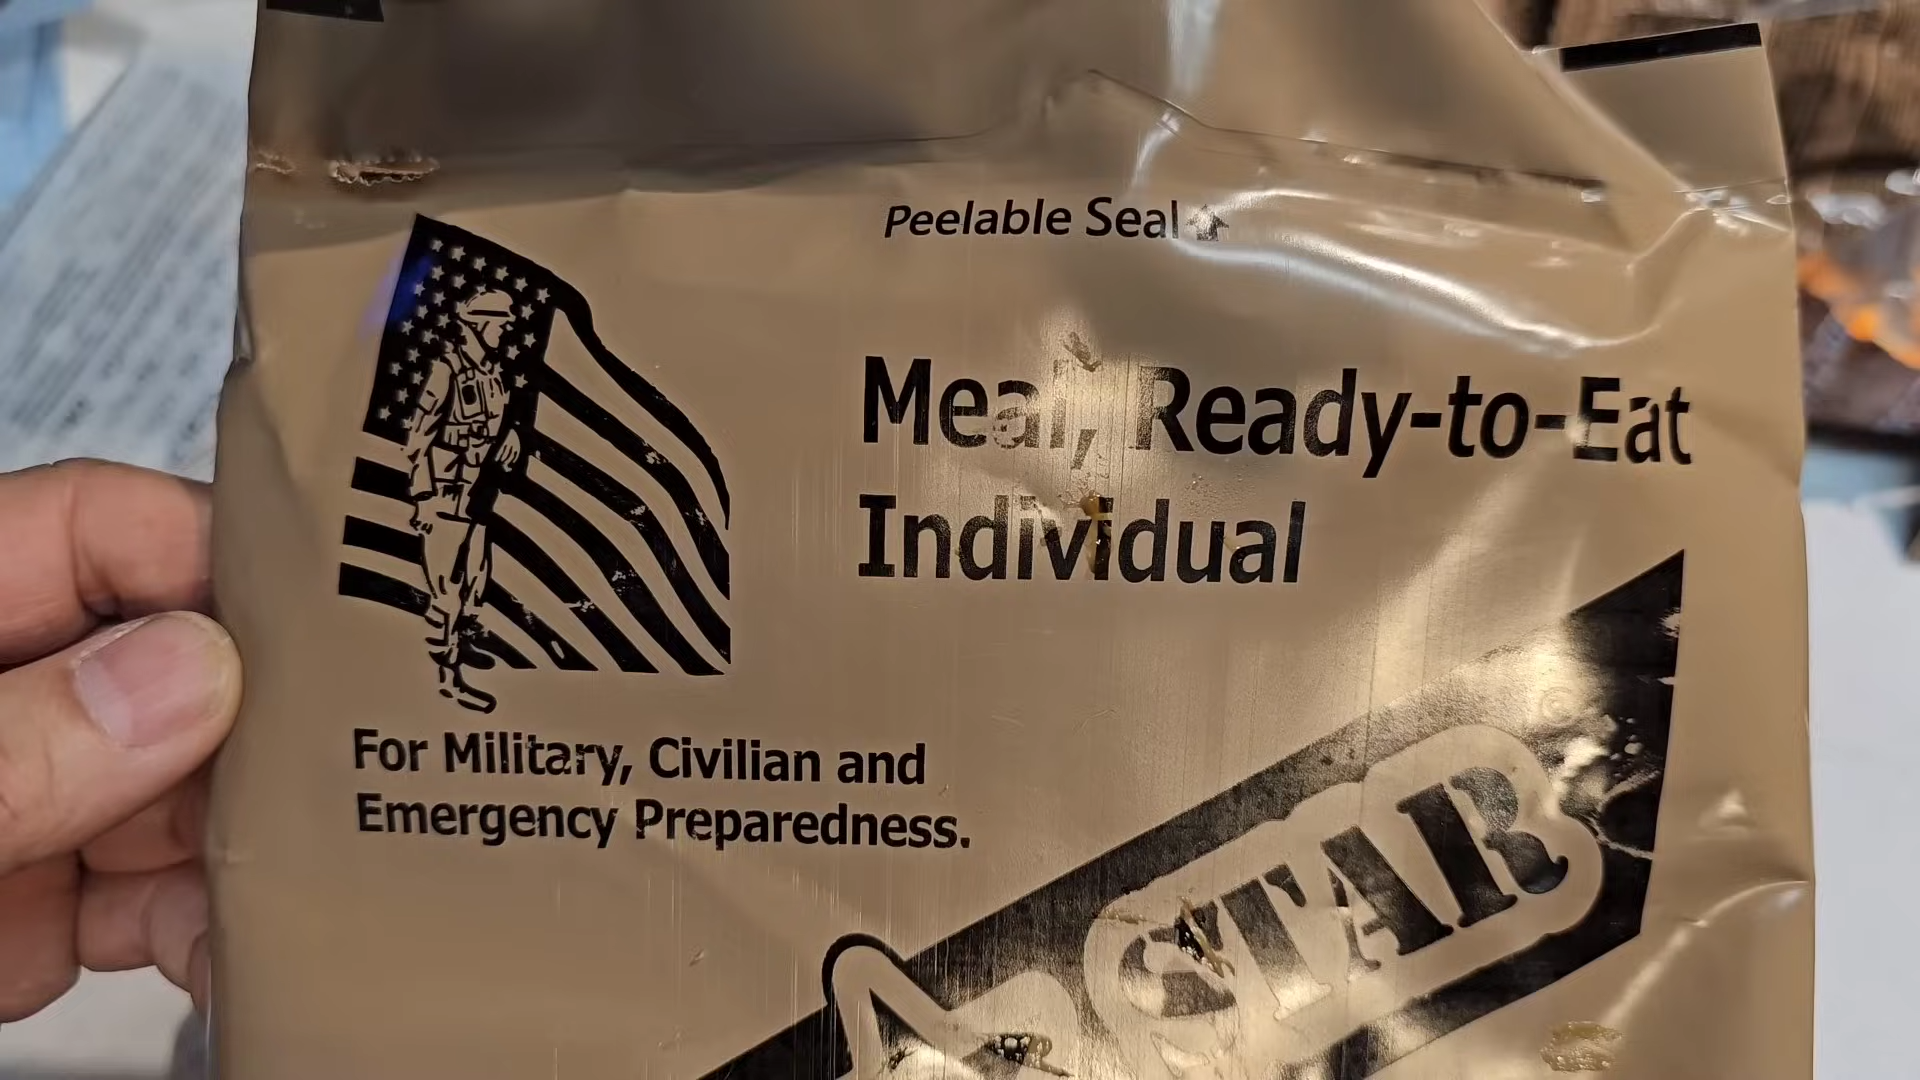 Peelable Seal
Meal, Ready-to-Eat
Individual
For Military, Civilian and
Emergency Preparedness.
STAR